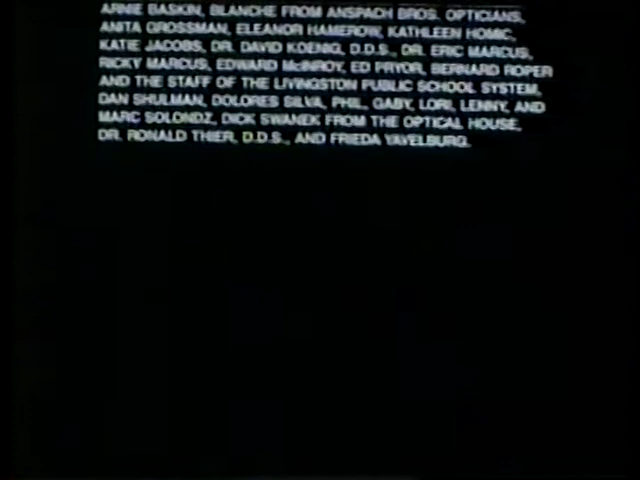 ARNIE BASKIN, BLANCHE FROM ANSPACH BROS. OPTICIANS,
ANITA GROSSMAN, ELEANOR HAMEROW, KATHLEEN HOMIC,
KATIE JACOBS, DR. DAVID KOENIG, D.D.S., DR. ERIC MARCUS,
RICKY MARCUS, EDWARD McINROY, ED PRYOR, BERNARD ROPER
AND THE STAFF OF THE LIVINGSTON PUBLIC SCHOOL SYSTEM,
DAN SHULMAN, DOLORES SILVA, PHIL, GABY, LORI, LENNY, AND
MARC SOLONDZ, DICK SWANEK FROM THE OPTICAL HOUSE,
DR. RONALD THIER, D.D.S., AND FRIEDA YAVELBURG.